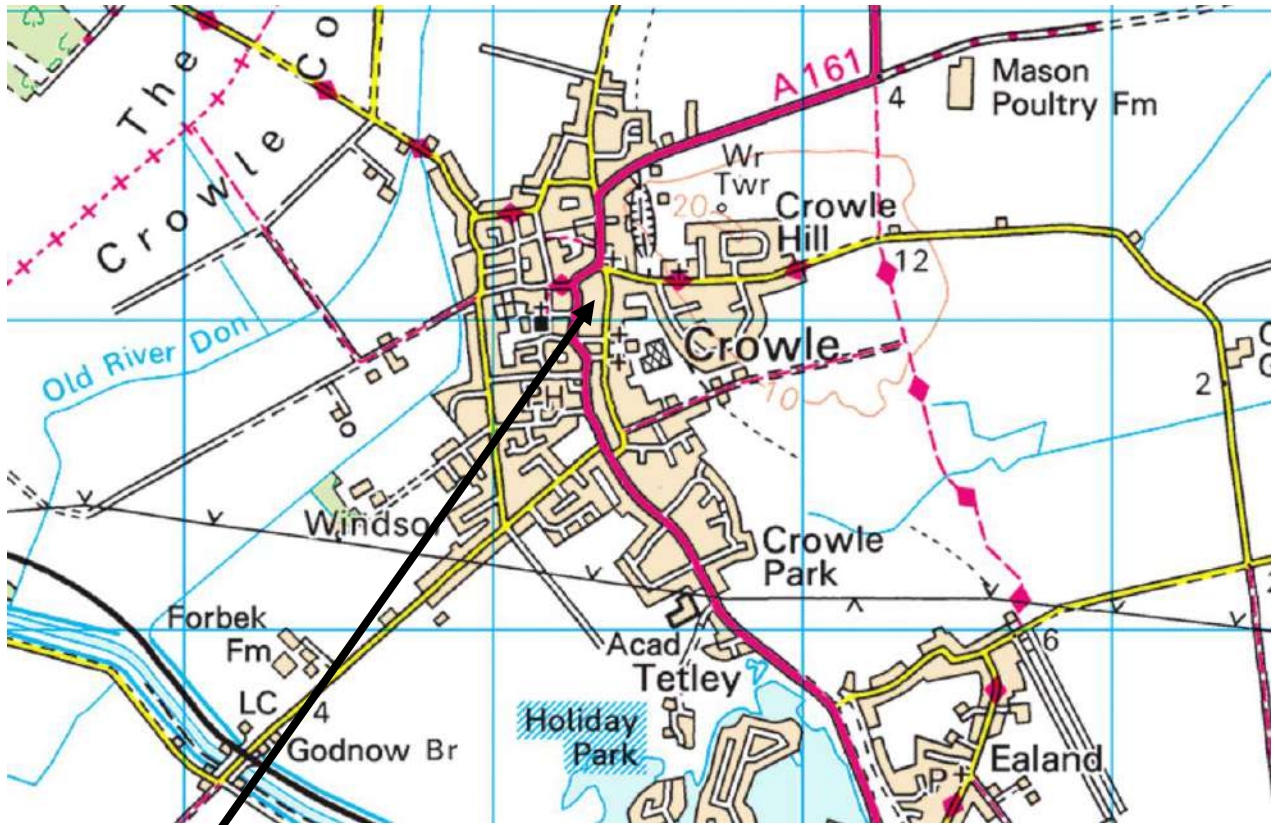 The
Crowle
Co
A 161
4
Mason
Poultry Fm
Wr
Twr
20
Crowle
Hill
12
Old River Don
Crowle
10
2
PH
Windsor
Crowle
Park
Forbek
Fm
Acad
Tetley
6
LC
4
Holiday
Park
Godnow Br
Ealand
P